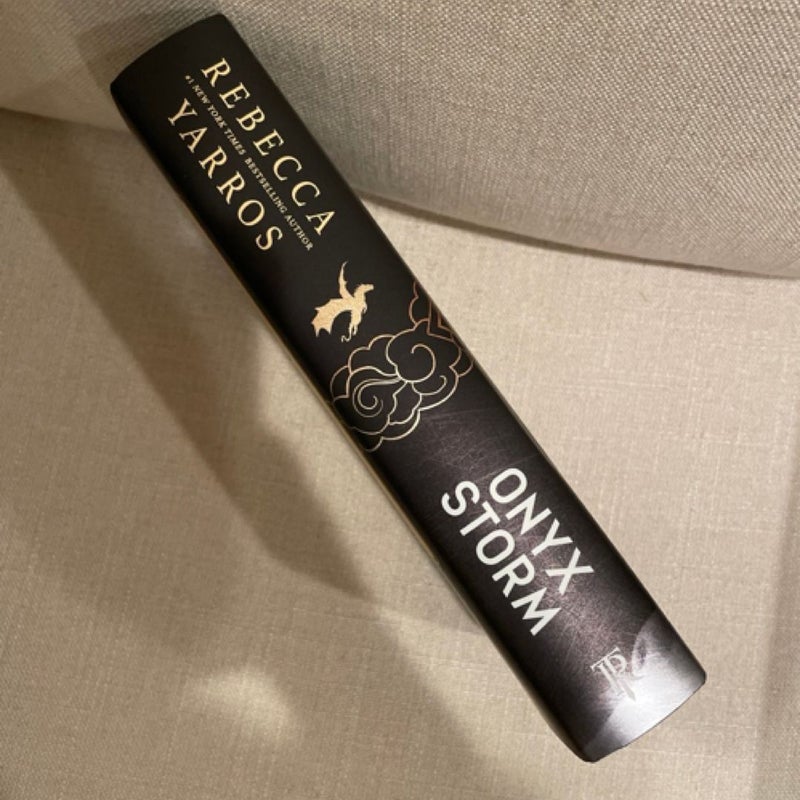 REBECCA
#1 NEW YORK TIMES BESTSELLING AUTHOR
YARROS
ONYX
STORM